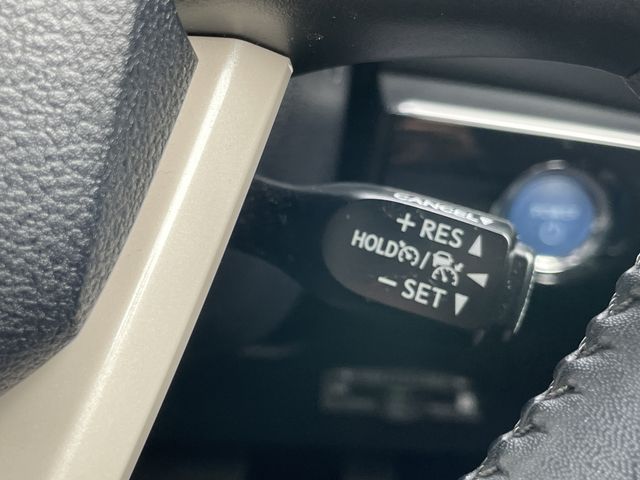 CANCEL
+ RES
HOLD /
− SET